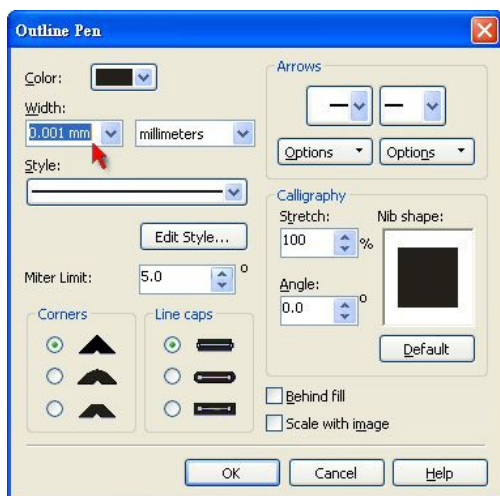 Outline Pen
Color:
Width:
0.001 mm
millimeters
Style:
Edit Style...
Miter Limit:
5.0
°
Corners
Line caps
Arrows
Options
Options
Calligraphy
Stretch:
Nib shape:
100
%
Angle:
0.0
°
Default
Behind fill
Scale with image
OK
Cancel
Help